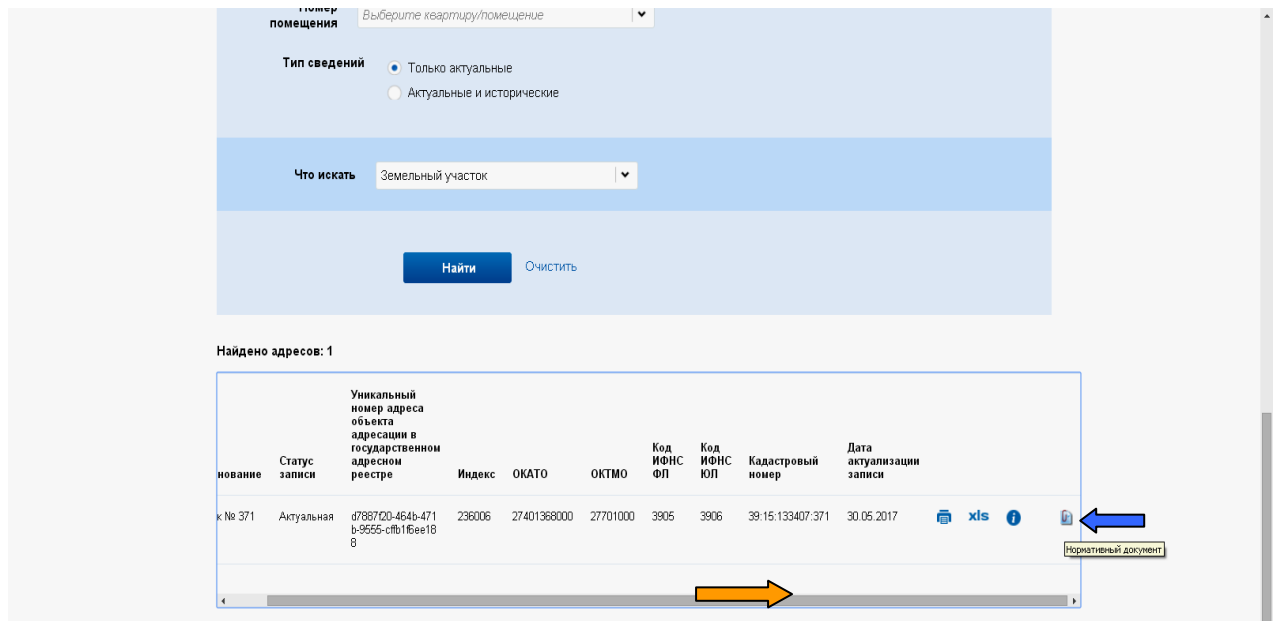 Номер
помещения
Выберите квартиру/помещение
Тип сведений
Только актуальные
Актуальные и исторические
Что искать
Земельный участок
Найти
Очистить
Найдено адресов: 1
нование
Статус
записи
Уникальный
номер адреса
объекта
адресации в
государственном
адресном
реестре
Индекс
ОКАТО
ОКТМО
Код
ИФНС
ФЛ
Код
ИФНС
ЮЛ
Кадастровый
номер
Дата
актуализации
записи
к № 371
Актуальная
d7887f20-464b-471
b-9555-cffb1f6ee18
8
236006
27401368000
27701000
3905
3906
39:15:133407:371
30.05.2017
xls
Нормативный документ